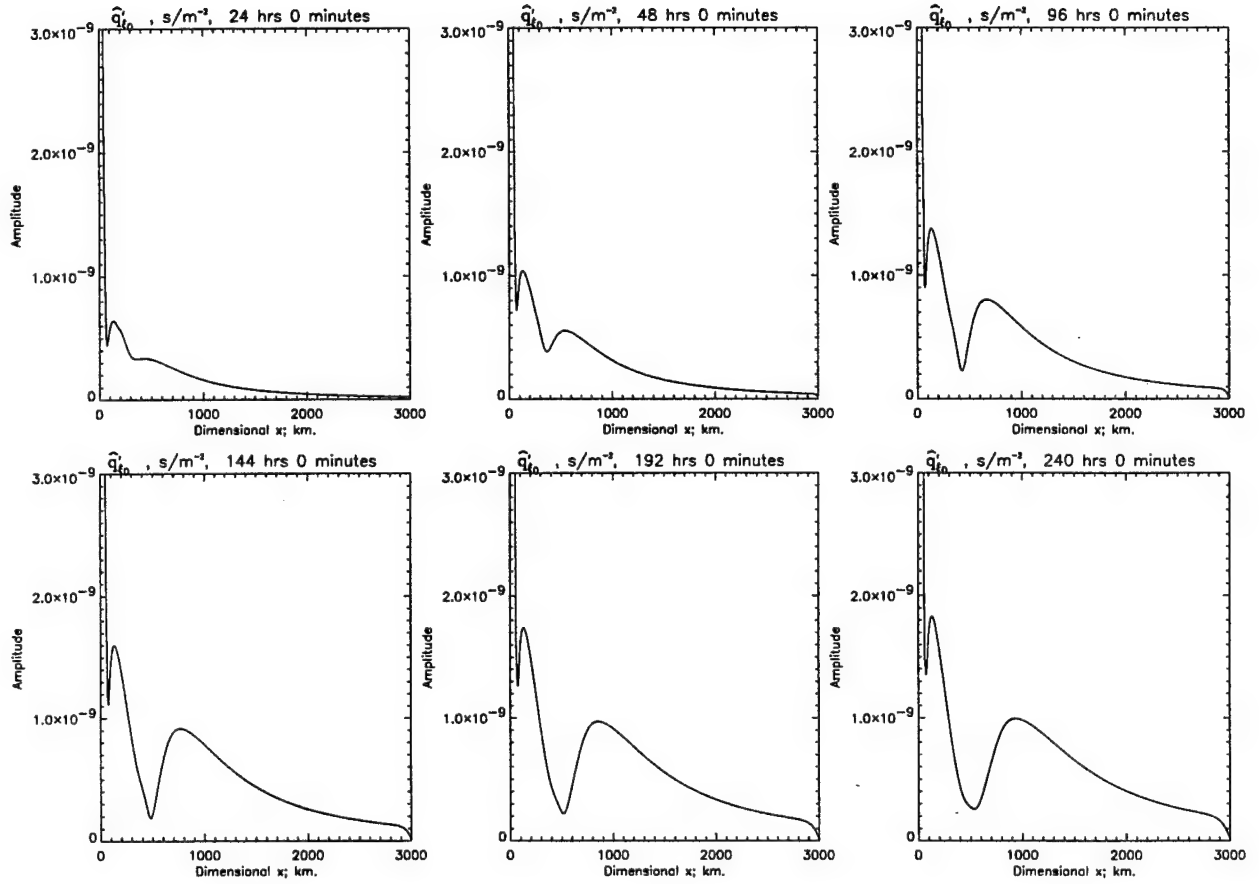 q̂'ℓ₀ , s/m⁻², 24 hrs 0 minutes
3.0×10⁻⁹
2.0×10⁻⁹
1.0×10⁻⁹
0
Amplitude
0 1000 2000 3000
Dimensional x; km.
q̂'ℓ₀ , s/m⁻², 48 hrs 0 minutes
3.0×10⁻⁹
2.0×10⁻⁹
1.0×10⁻⁹
0
Amplitude
0 1000 2000 3000
Dimensional x; km.
q̂'ℓ₀ , s/m⁻², 96 hrs 0 minutes
3.0×10⁻⁹
2.0×10⁻⁹
1.0×10⁻⁹
0
Amplitude
0 1000 2000 3000
Dimensional x; km.
q̂'ℓ₀ , s/m⁻², 144 hrs 0 minutes
3.0×10⁻⁹
2.0×10⁻⁹
1.0×10⁻⁹
0
Amplitude
0 1000 2000 3000
Dimensional x; km.
q̂'ℓ₀ , s/m⁻², 192 hrs 0 minutes
3.0×10⁻⁹
2.0×10⁻⁹
1.0×10⁻⁹
0
Amplitude
0 1000 2000 3000
Dimensional x; km.
q̂'ℓ₀ , s/m⁻², 240 hrs 0 minutes
3.0×10⁻⁹
2.0×10⁻⁹
1.0×10⁻⁹
0
Amplitude
0 1000 2000 3000
Dimensional x; km.